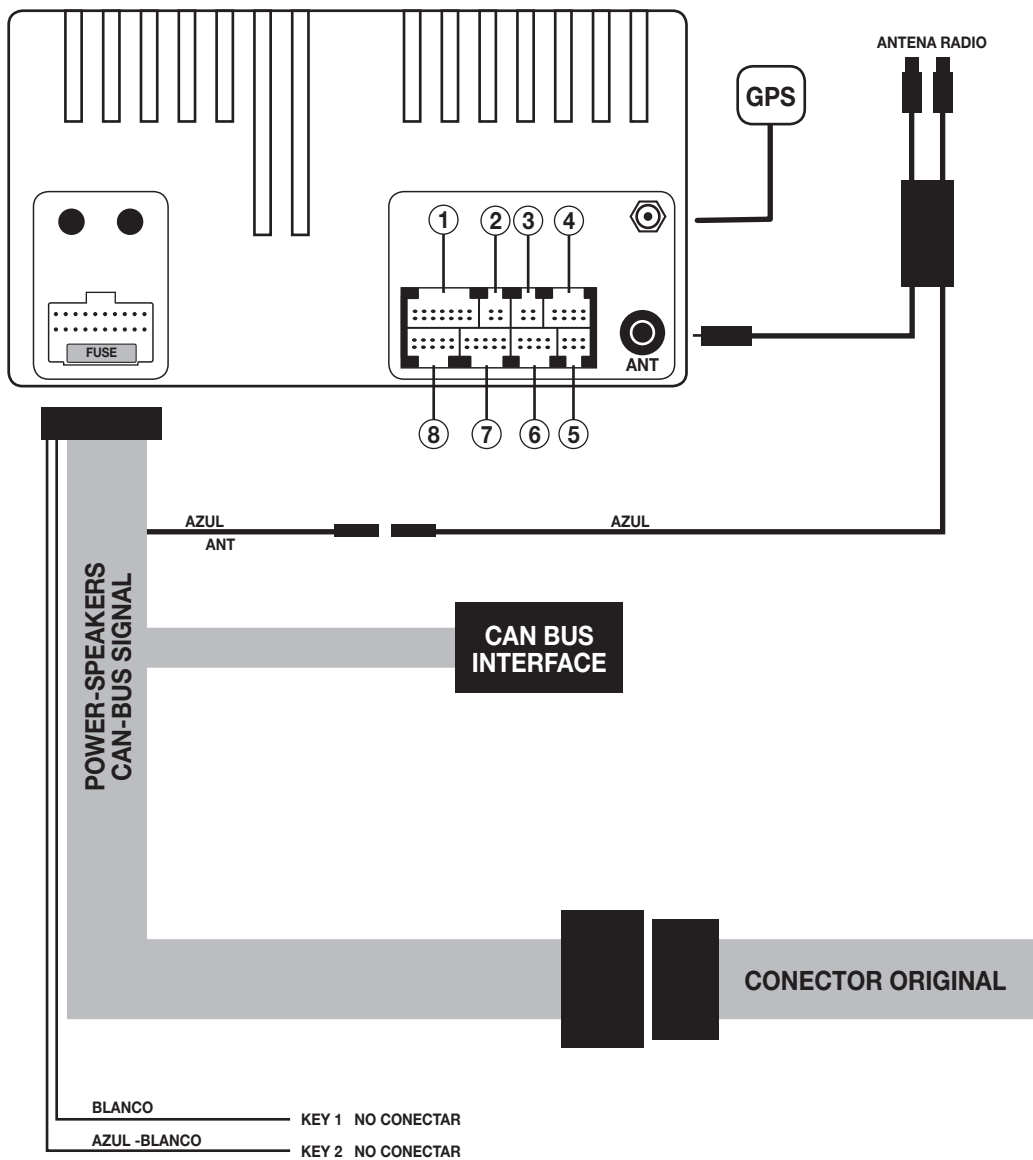 ANTENA RADIO
GPS
1
2
3
4
FUSE
ANT
8
7
6
5
AZUL
ANT
AZUL
POWER-SPEAKERS
CAN-BUS SIGNAL
CAN BUS
INTERFACE
CONECTOR ORIGINAL
BLANCO
KEY 1 NO CONECTAR
AZUL -BLANCO
KEY 2 NO CONECTAR